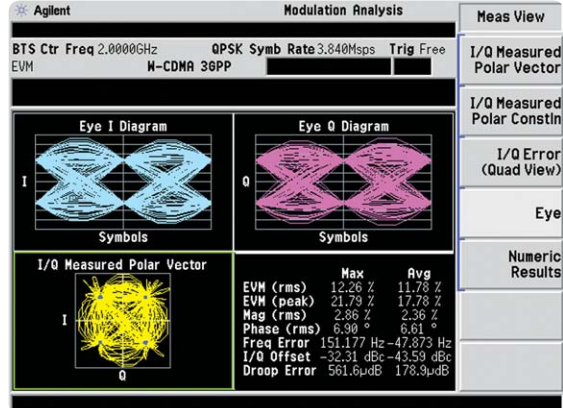 Agilent
Modulation Analysis
Meas View
BTS Ctr Freq 2.0000GHz QPSK Symb Rate 3.840Msps Trig Free
EVM W-CDMA 3GPP
I/Q Measured
Polar Vector
I/Q Measured
Polar Constln
I/Q Error
(Quad View)
Eye
Numeric
Results
Eye I Diagram
I
Symbols
Eye Q Diagram
Q
Symbols
I/Q Measured Polar Vector
I
Q
Max Avg
EVM (rms) 12.26 % 11.78 %
EVM (peak) 21.79 % 17.78 %
Mag (rms) 2.86 % 2.36 %
Phase (rms) 6.90 ° 6.61 °
Freq Error 151.177 Hz -47.873 Hz
I/Q Offset -32.31 dBc -43.59 dBc
Droop Error 561.6µdB 178.9µdB